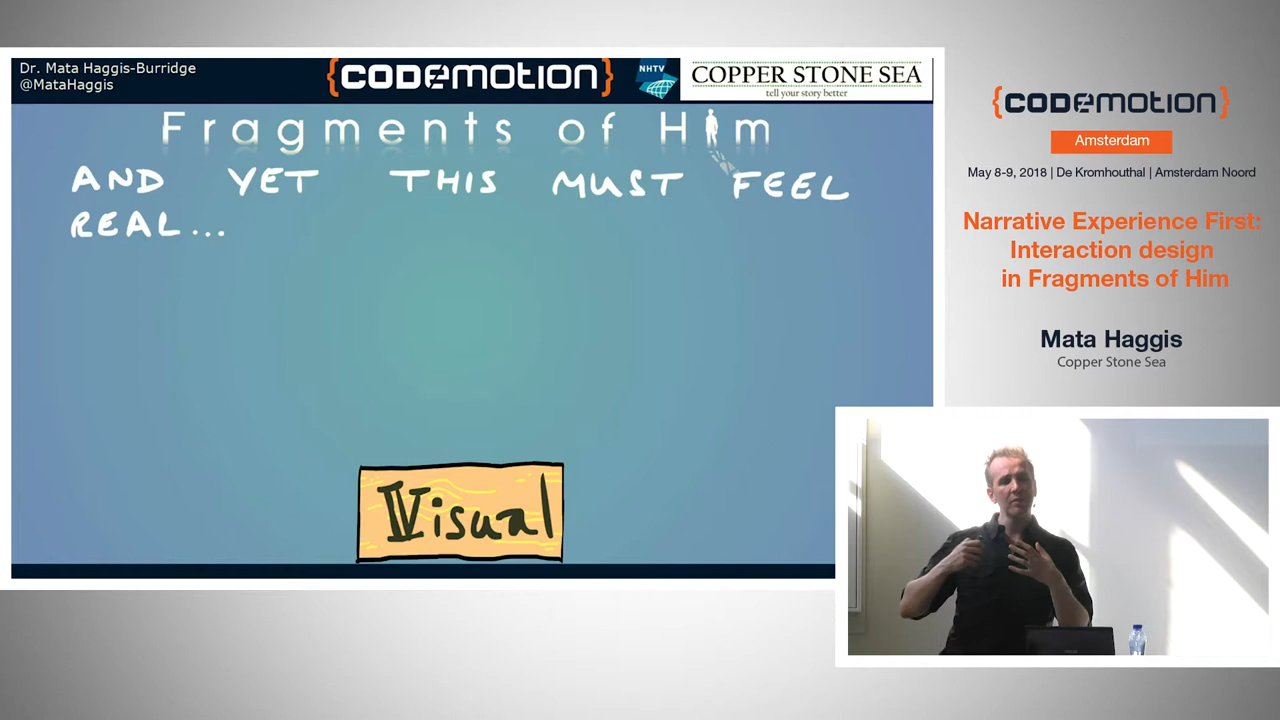 Dr. Mata Haggis-Burridge
@MataHaggis
{CODEMOTION}
NHTV
COPPER STONE SEA
tell your story better
Fragments of Him
AND YET THIS MUST FEEL
REAL...
IVisual
{CODEMOTION}
Amsterdam
May 8-9, 2018 | De Kromhouthal | Amsterdam Noord
Narrative Experience First:
Interaction design
in Fragments of Him
Mata Haggis
Copper Stone Sea